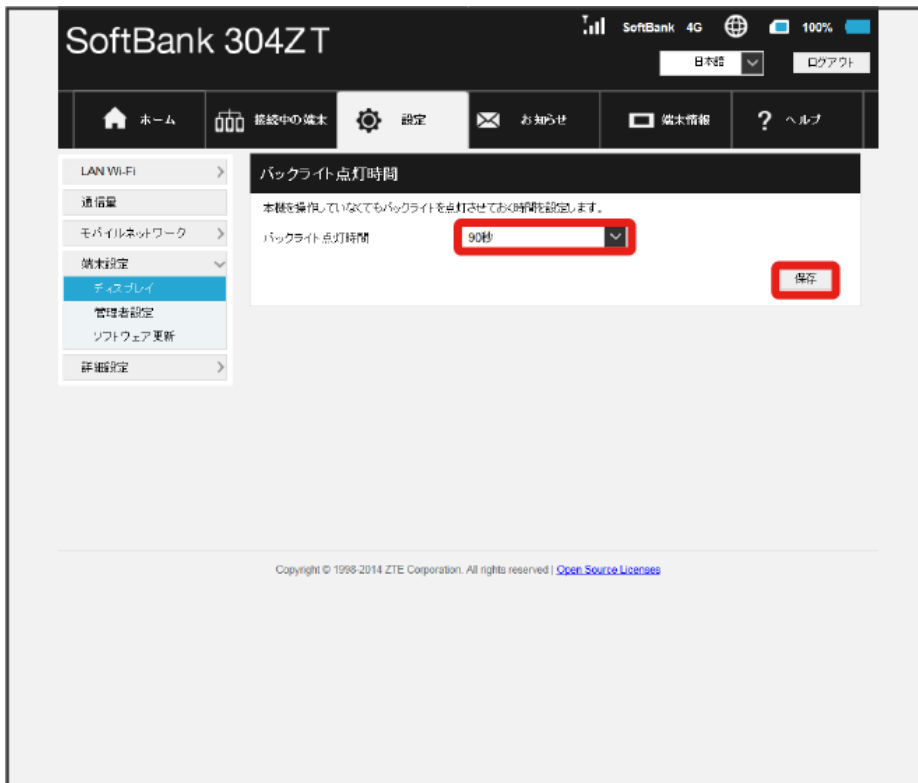 SoftBank 304ZT
SoftBank 4G 100%
日本語 ログアウト
ホーム 接続中の端末 設定 お知らせ 端末情報 ? ヘルプ
LAN Wi-Fi
通信量
モバイルネットワーク
端末設定
ディスプレイ
管理者設定
ソフトウェア更新
詳細設定
バックライト点灯時間
本機を操作していなくてもバックライトを点灯させておく時間を設定します。
バックライト点灯時間 90秒
保存
Copyright © 1998-2014 ZTE Corporation. All rights reserved | Open Source Licenses